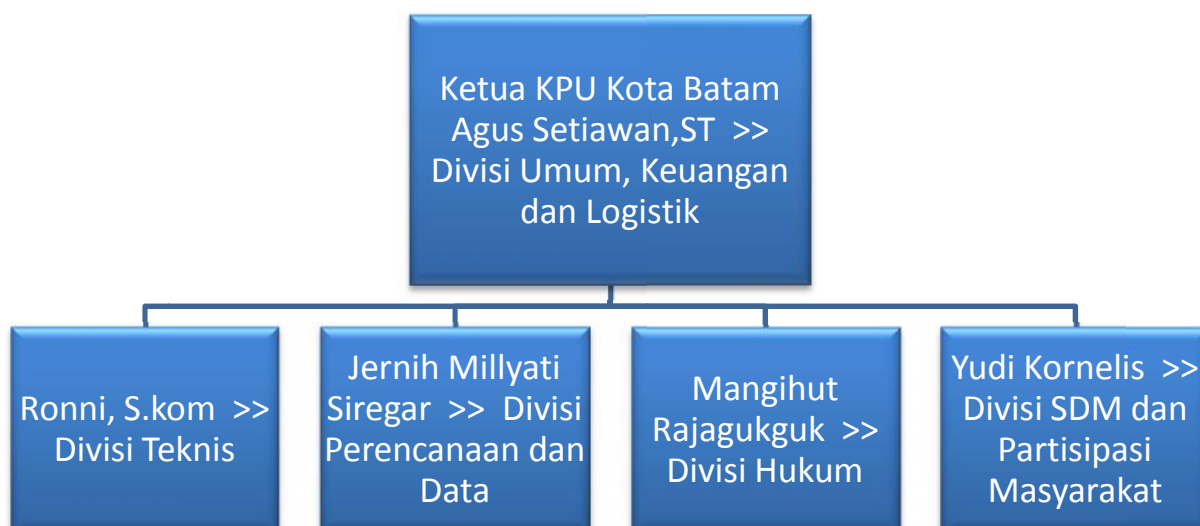 Ketua KPU Kota Batam
Agus Setiawan,ST >>
Divisi Umum, Keuangan
dan Logistik
Ronni, S.kom >>
Divisi Teknis
Jernih Millyati
Siregar >> Divisi
Perencanaan dan
Data
Mangihut
Rajagukguk >>
Divisi Hukum
Yudi Kornelis >>
Divisi SDM dan
Partisipasi
Masyarakat